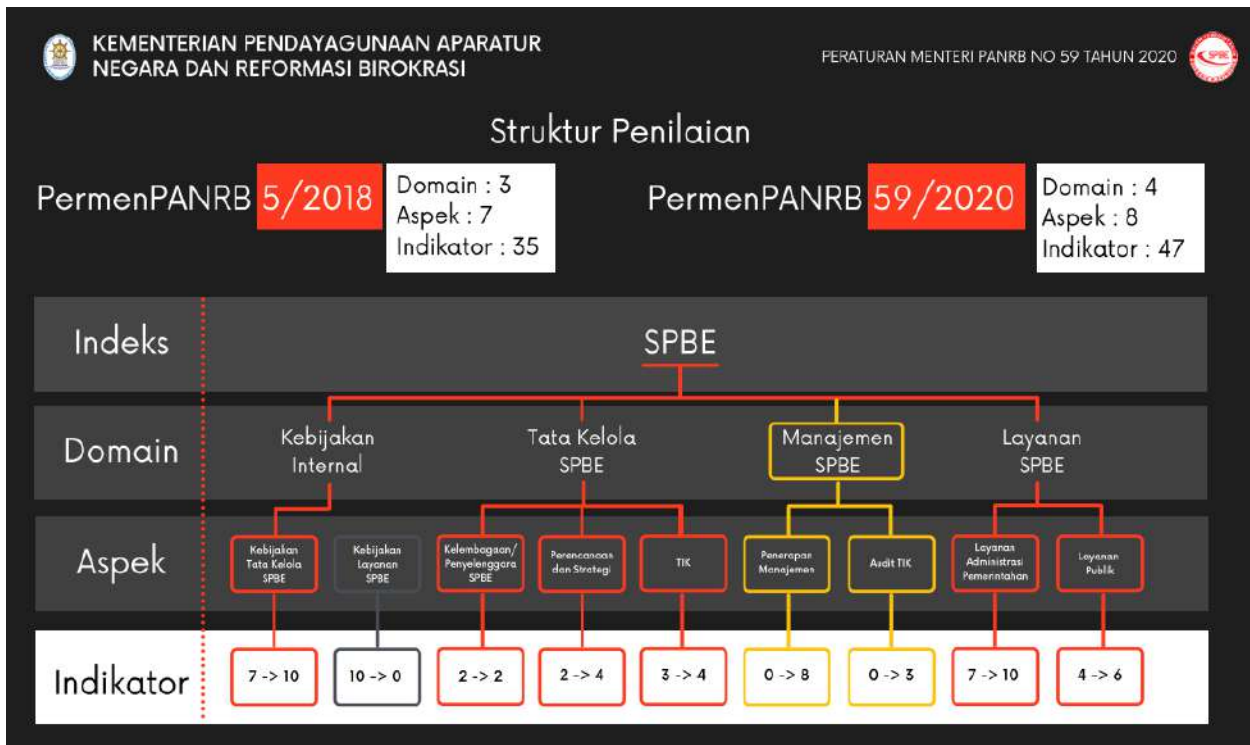 KEMENTERIAN PENDAYAGUNAAN APARATUR
NEGARA DAN REFORMASI BIROKRASI
PERATURAN MENTERI PANRB NO 59 TAHUN 2020
SPBE
Struktur Penilaian
PermenPANRB 5/2018
Domain : 3
Aspek : 7
Indikator : 35
PermenPANRB 59/2020
Domain : 4
Aspek : 8
Indikator : 47
Indeks
SPBE
Domain
Kebijakan
Internal
Tata Kelola
SPBE
Manajemen
SPBE
Layanan
SPBE
Aspek
Kebijakan
Tata Kelola
SPBE
Kebijakan
Layanan
SPBE
Kelembagaan/
Penyelenggara
SPBE
Perencanaan
dan Strategi
TIK
Penerapan
Manajemen
Audit TIK
Layanan
Administrasi
Pemerintahan
Layanan
Publik
Indikator
7 -> 10
10 -> 0
2 -> 2
2 -> 4
3 -> 4
0 -> 8
0 -> 3
7 -> 10
4 -> 6